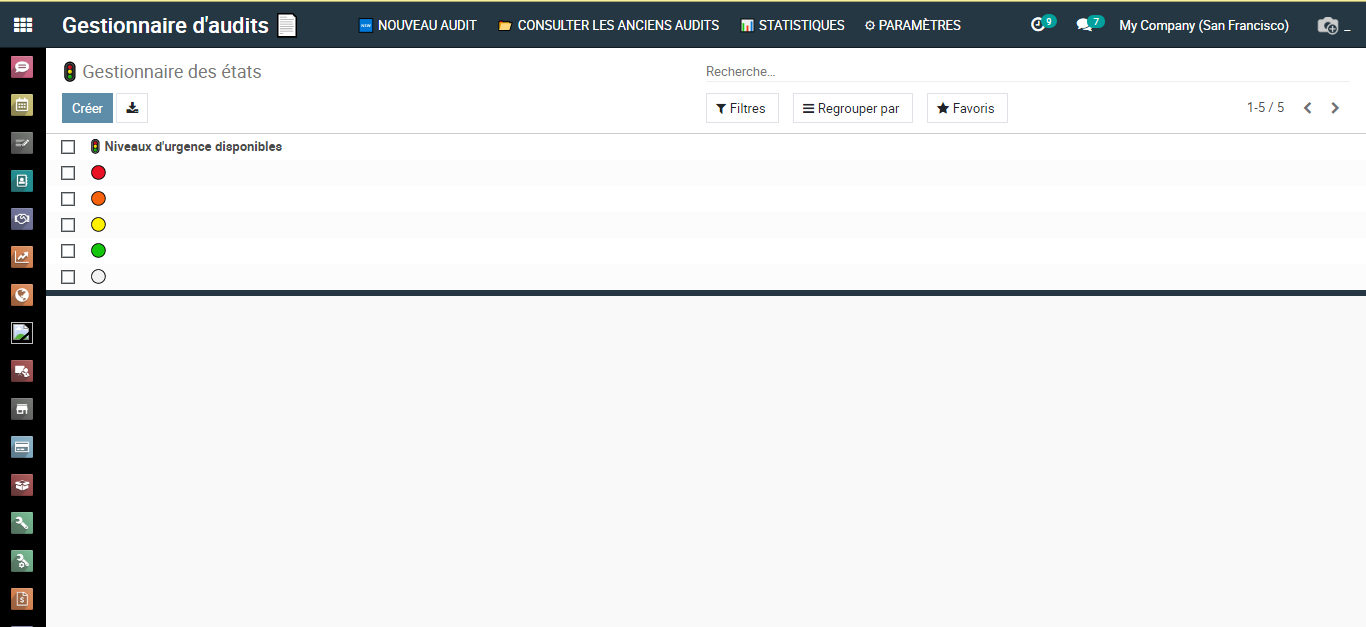 Gestionnaire d'audits
NEW NOUVEAU AUDIT
CONSULTER LES ANCIENS AUDITS
STATISTIQUES
PARAMÈTRES
9
7
My Company (San Francisco)
_
Gestionnaire des états
Recherche...
Créer
Filtres
Regrouper par
Favoris
1-5 / 5
Niveaux d'urgence disponibles